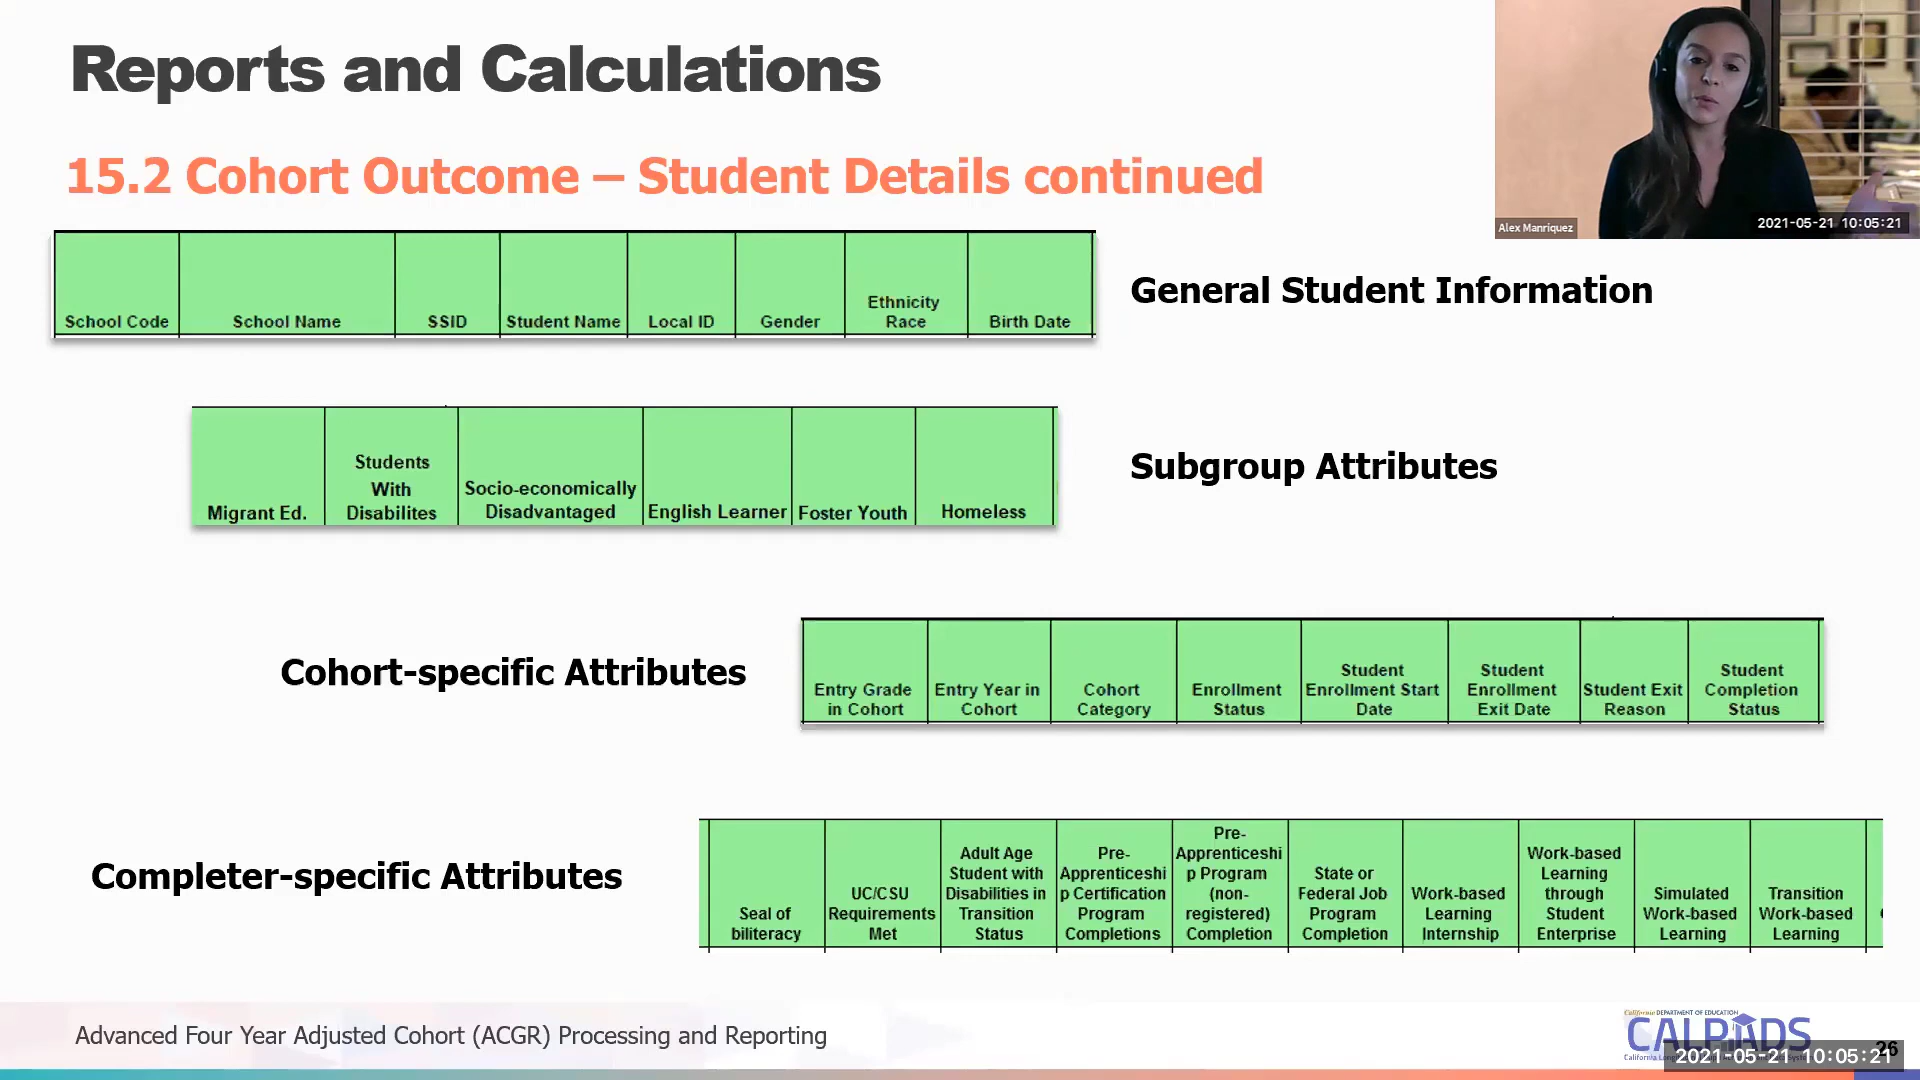 Reports and Calculations
15.2 Cohort Outcome – Student Details continued
Alex Manriquez
2021-05-21 10:05:21
School Code
School Name
SSID
Student Name
Local ID
Gender
Ethnicity
Race
Birth Date
General Student Information
Migrant Ed.
Students
With
Disabilites
Socio-economically
Disadvantaged
English Learner
Foster Youth
Homeless
Subgroup Attributes
Cohort-specific Attributes
Entry Grade
in Cohort
Entry Year in
Cohort
Cohort
Category
Enrollment
Status
Student
Enrollment Start
Date
Student
Enrollment
Exit Date
Student Exit
Reason
Student
Completion
Status
Completer-specific Attributes
Seal of
biliteracy
UC/CSU
Requirements
Met
Adult Age
Student with
Disabilities in
Transition
Status
Pre-
Apprenticeshi
p Certification
Program
Completions
Pre-
Apprenticeshi
p Program
(non-
registered)
Completion
State or
Federal Job
Program
Completion
Work-based
Learning
Internship
Work-based
Learning
through
Student
Enterprise
Simulated
Work-based
Learning
Transition
Work-based
Learning
Advanced Four Year Adjusted Cohort (ACGR) Processing and Reporting
California DEPARTMENT OF EDUCATION
CALPADS
26
2021-05-21 10:05:21